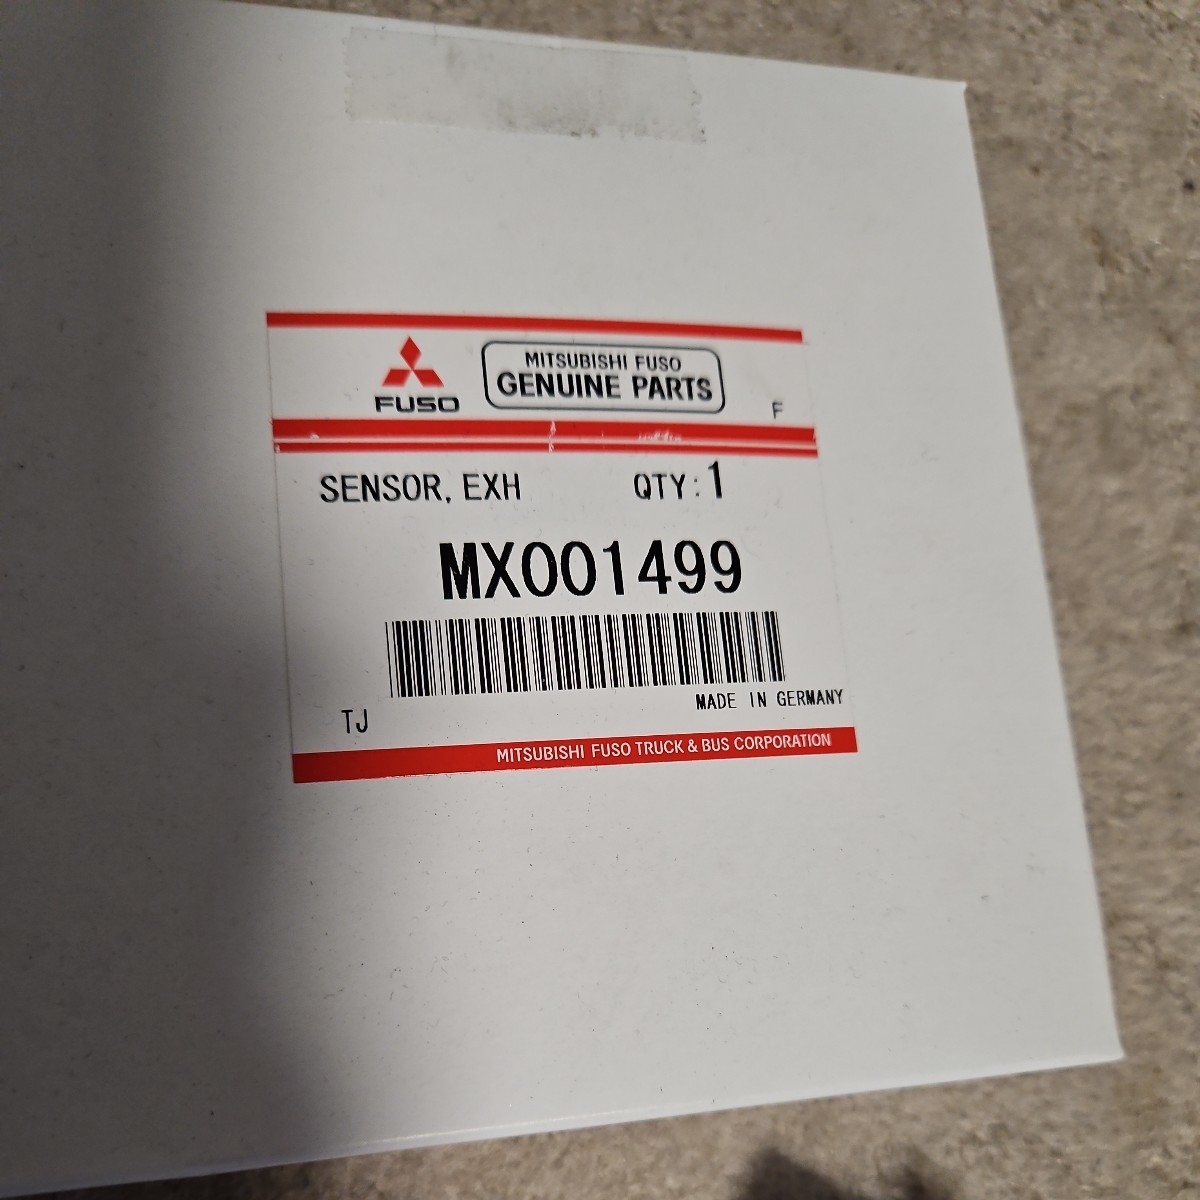 FUSO
MITSUBISHI FUSO
GENUINE PARTS
F
SENSOR, EXH QTY:1
MX001499
MADE IN GERMANY
TJ
MITSUBISHI FUSO TRUCK & BUS CORPORATION